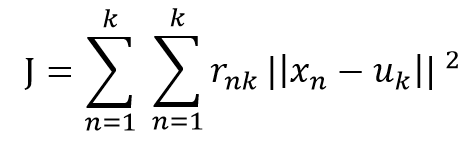 J = ∑_{n=1}^{k} ∑_{n=1}^{k} r_{nk} ||x_n − u_k||^2